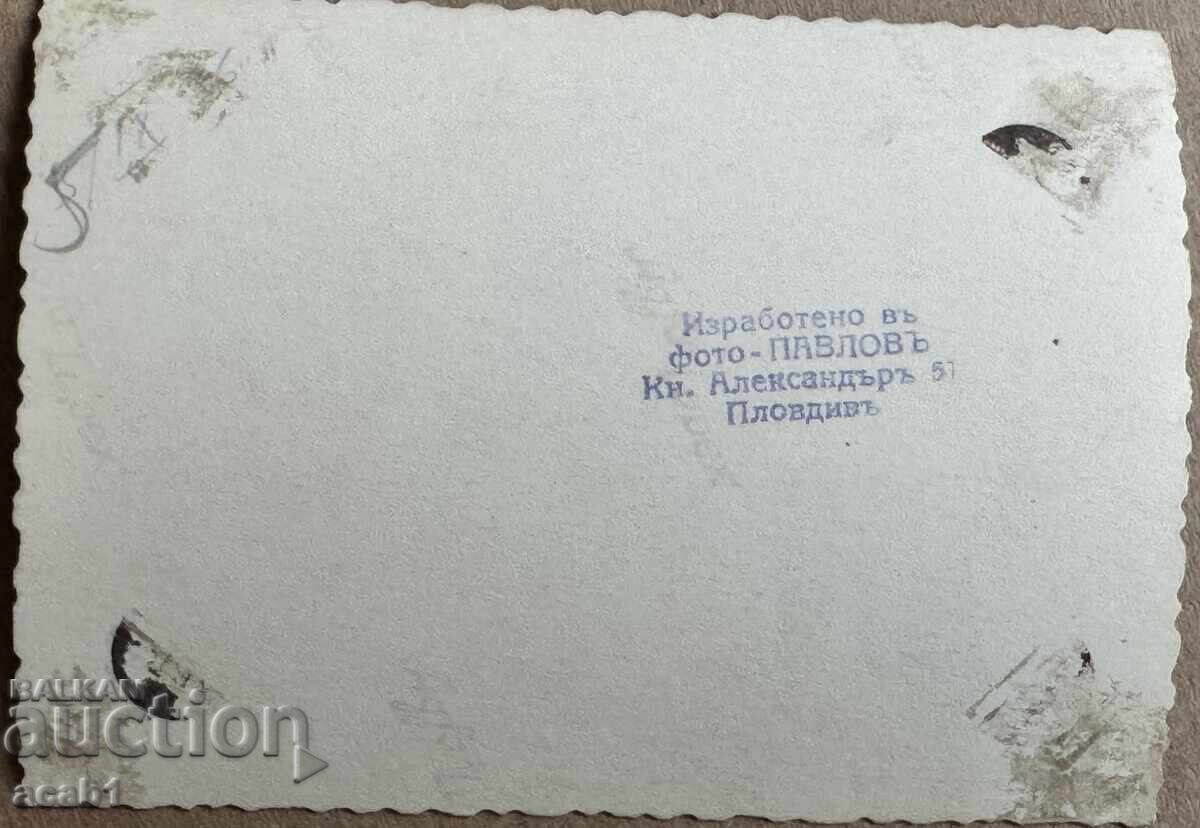 Изработено въ
фото-ПАВЛОВЪ
Кн. Александъръ 51
Пловдивъ
BALKAN
auction
acab1